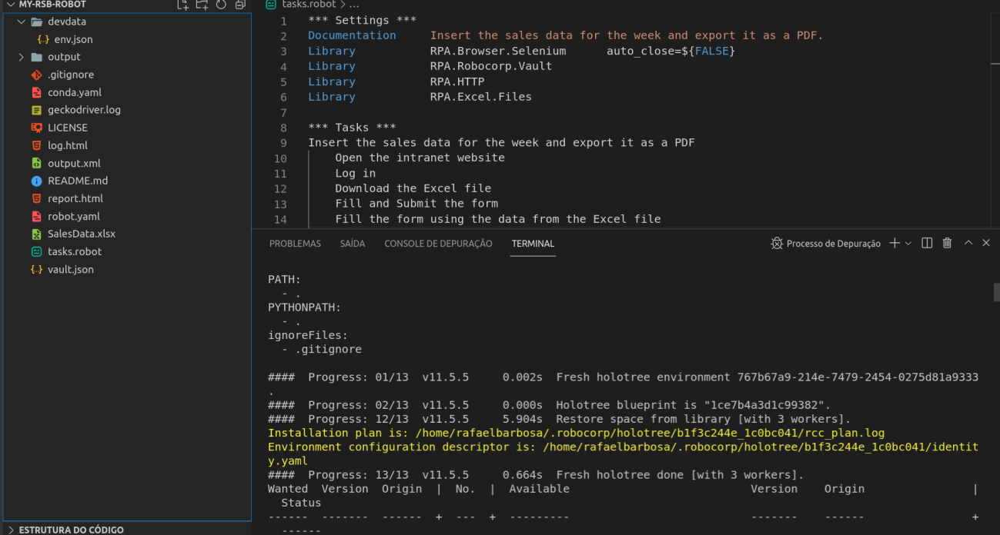 MY-RSB-ROBOT
devdata
env.json
output
.gitignore
conda.yaml
geckodriver.log
LICENSE
log.html
output.xml
README.md
report.html
robot.yaml
SalesData.xlsx
tasks.robot
vault.json
ESTRUTURA DO CÓDIGO
tasks.robot > ...
1 *** Settings ***
2 Documentation Insert the sales data for the week and export it as a PDF.
3 Library RPA.Browser.Selenium auto_close=${FALSE}
4 Library RPA.Robocorp.Vault
5 Library RPA.HTTP
6 Library RPA.Excel.Files
7
8 *** Tasks ***
9 Insert the sales data for the week and export it as a PDF
10 Open the intranet website
11 Log in
12 Download the Excel file
13 Fill and Submit the form
14 Fill the form using the data from the Excel file
PROBLEMAS SAÍDA CONSOLE DE DEPURAÇÃO TERMINAL Processo de Depuração
PATH:
- .
PYTHONPATH:
- .
ignoreFiles:
- .gitignore
#### Progress: 01/13 v11.5.5 0.002s Fresh holotree environment 767b67a9-214e-7479-2454-0275d81a9333
.
#### Progress: 02/13 v11.5.5 0.000s Holotree blueprint is "1ce7b4a3d1c99382".
#### Progress: 12/13 v11.5.5 5.904s Restore space from library [with 3 workers].
Installation plan is: /home/rafaelbarbosa/.robocorp/holotree/b1f3c244e_1c0bc041/rcc_plan.log
Environment configuration descriptor is: /home/rafaelbarbosa/.robocorp/holotree/b1f3c244e_1c0bc041/identit
y.yaml
#### Progress: 13/13 v11.5.5 0.664s Fresh holotree done [with 3 workers].
Wanted Version Origin | No. | Available Version Origin |
Status
------ ------- ------ + --- + --------- ------- ------ +
------